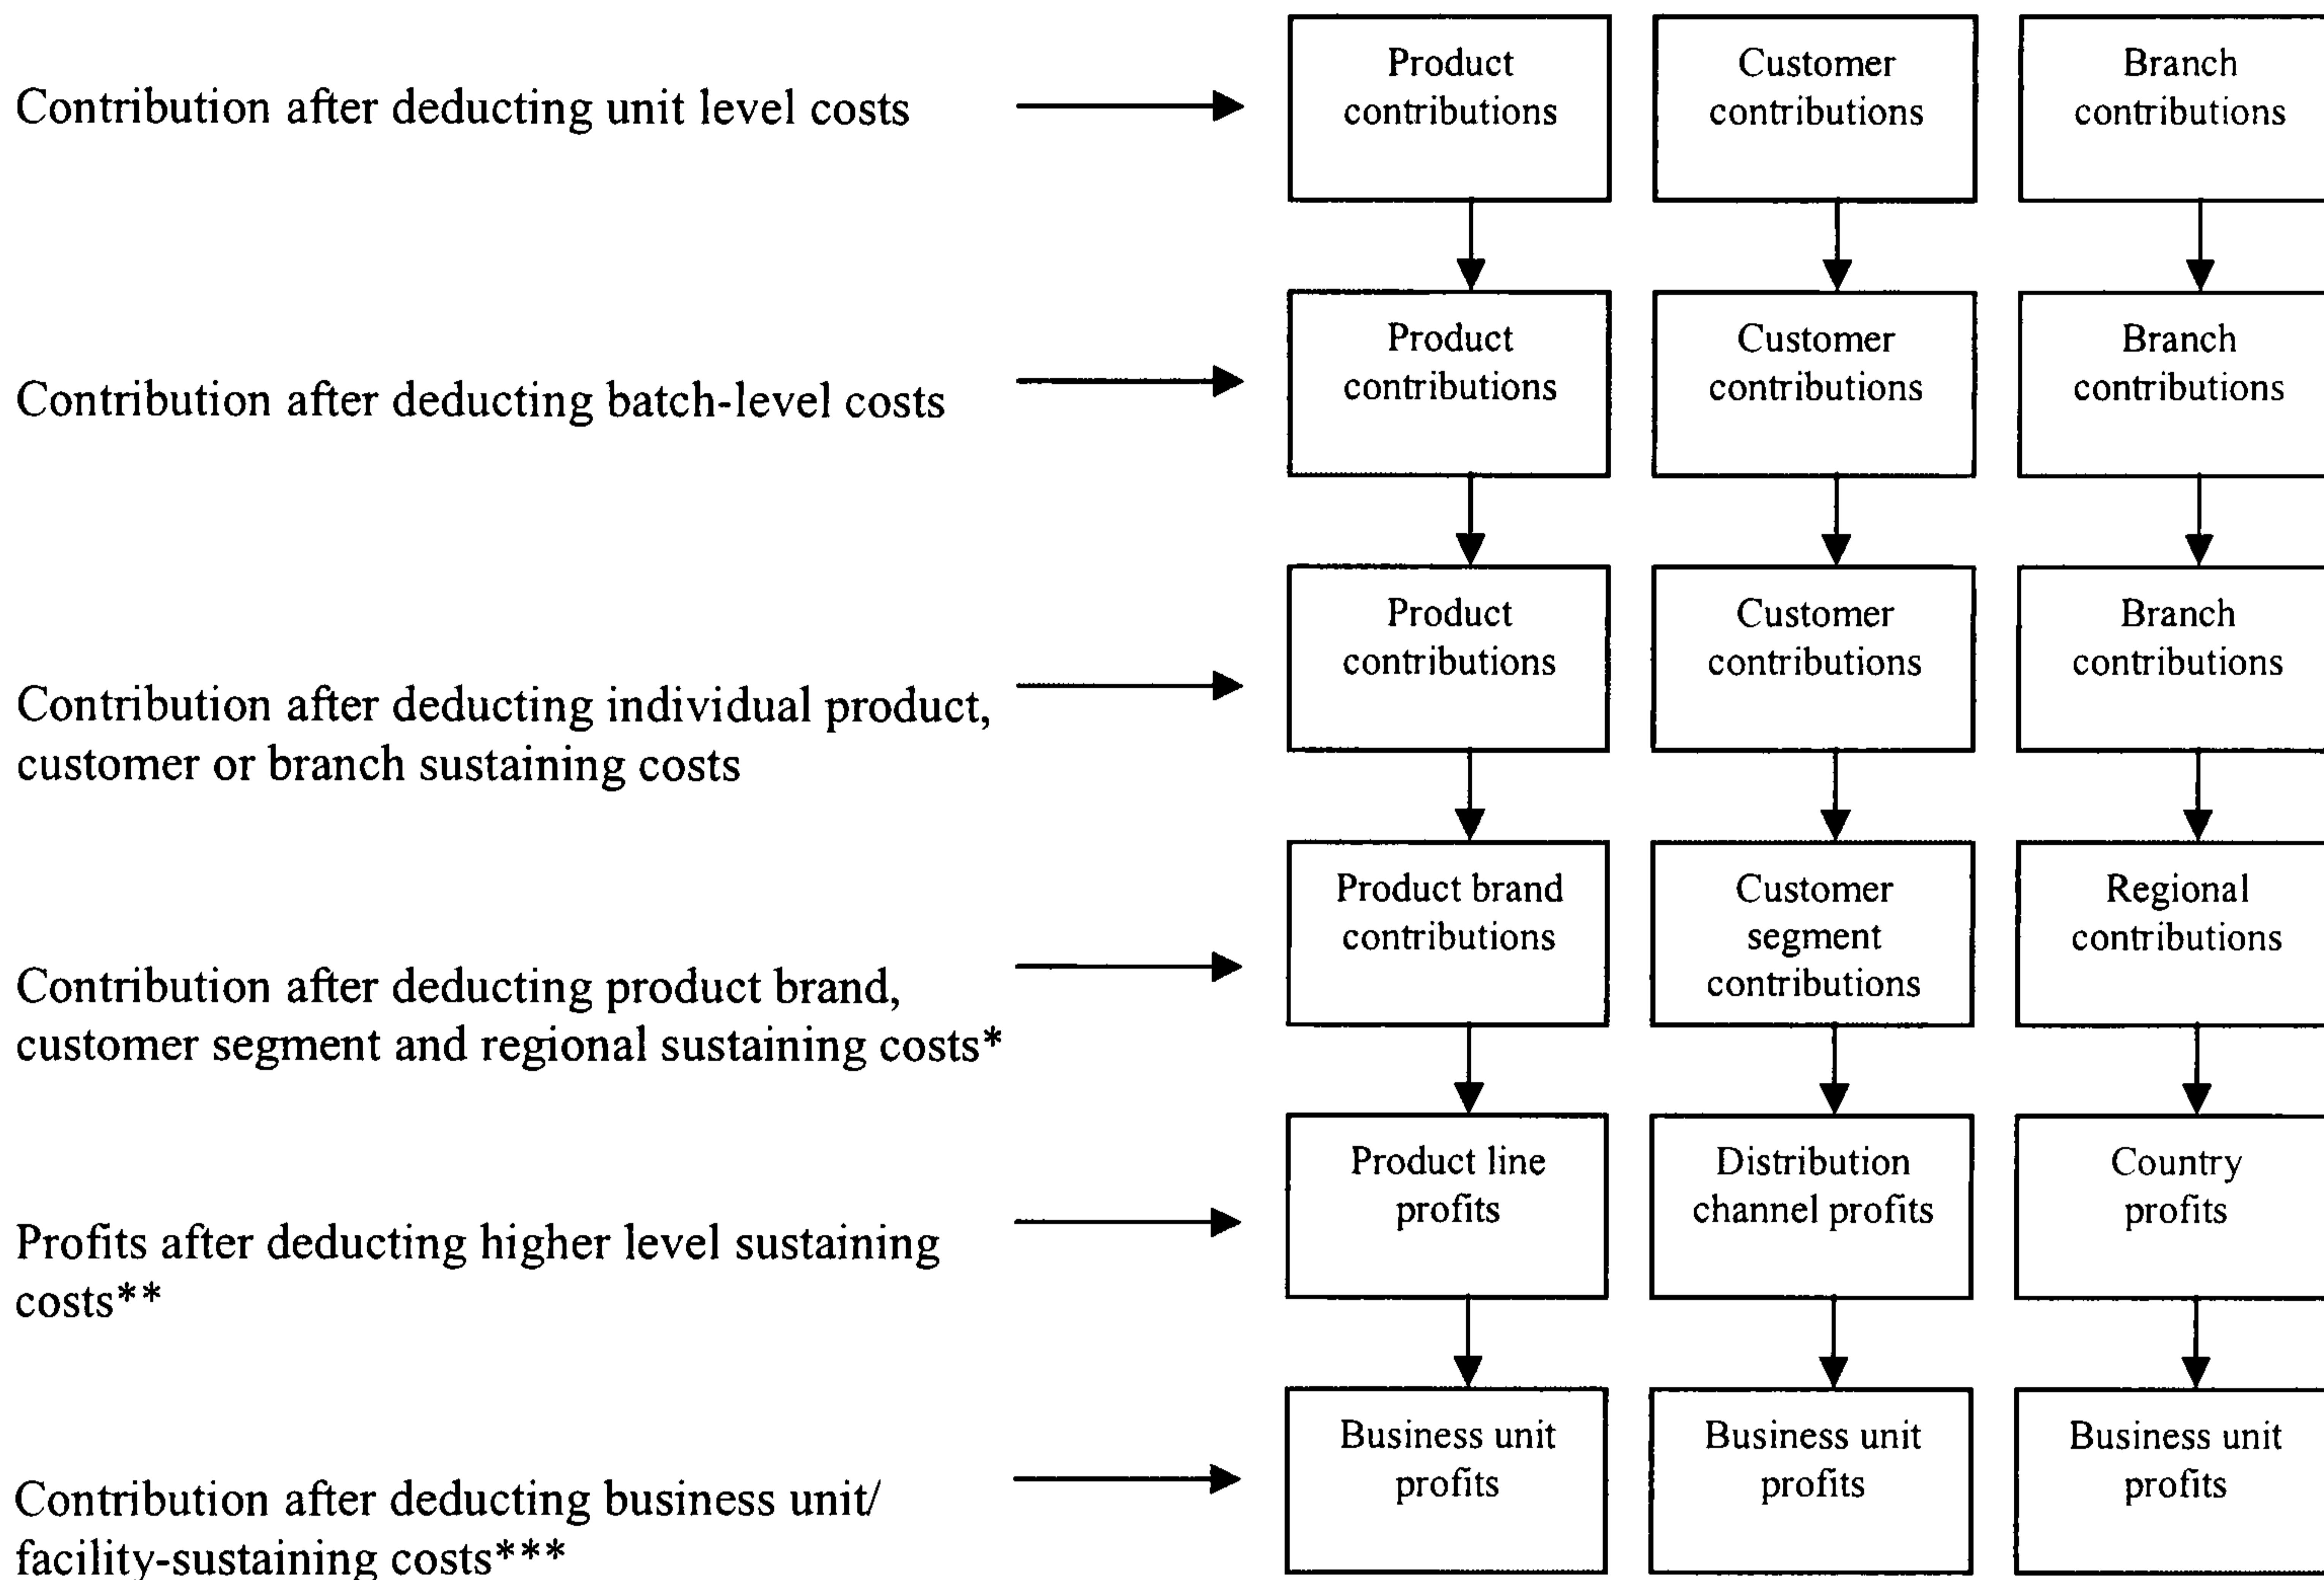 Contribution after deducting unit level costs
Product
contributions
Customer
contributions
Branch
contributions
Contribution after deducting batch-level costs
Product
contributions
Customer
contributions
Branch
contributions
Contribution after deducting individual product,
customer or branch sustaining costs
Product
contributions
Customer
contributions
Branch
contributions
Contribution after deducting product brand,
customer segment and regional sustaining costs*
Product brand
contributions
Customer
segment
contributions
Regional
contributions
Profits after deducting higher level sustaining
costs**
Product line
profits
Distribution
channel profits
Country
profits
Contribution after deducting business unit/
facility-sustaining costs***
Business unit
profits
Business unit
profits
Business unit
profits